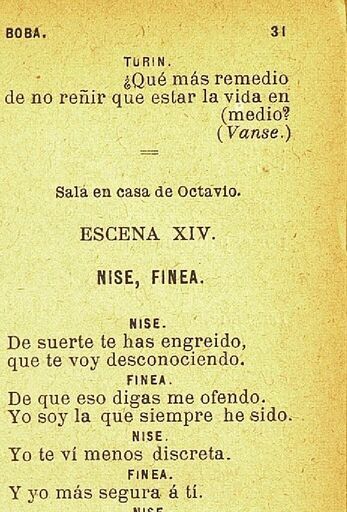 BOBA. 31
TURIN.
¿Qué más remedio
de no reñir que estar la vida en
(medio?
(Vanse.)
Sala en casa de Octavio.
ESCENA XIV.
NISE, FINEA.
NISE.
De suerte te has engreido,
que te voy desconociendo.
FINEA.
De que eso digas me ofendo.
Yo soy la que siempre he sido.
NISE.
Yo te ví menos discreta.
FINEA.
Y yo más segura á tí.
NISE